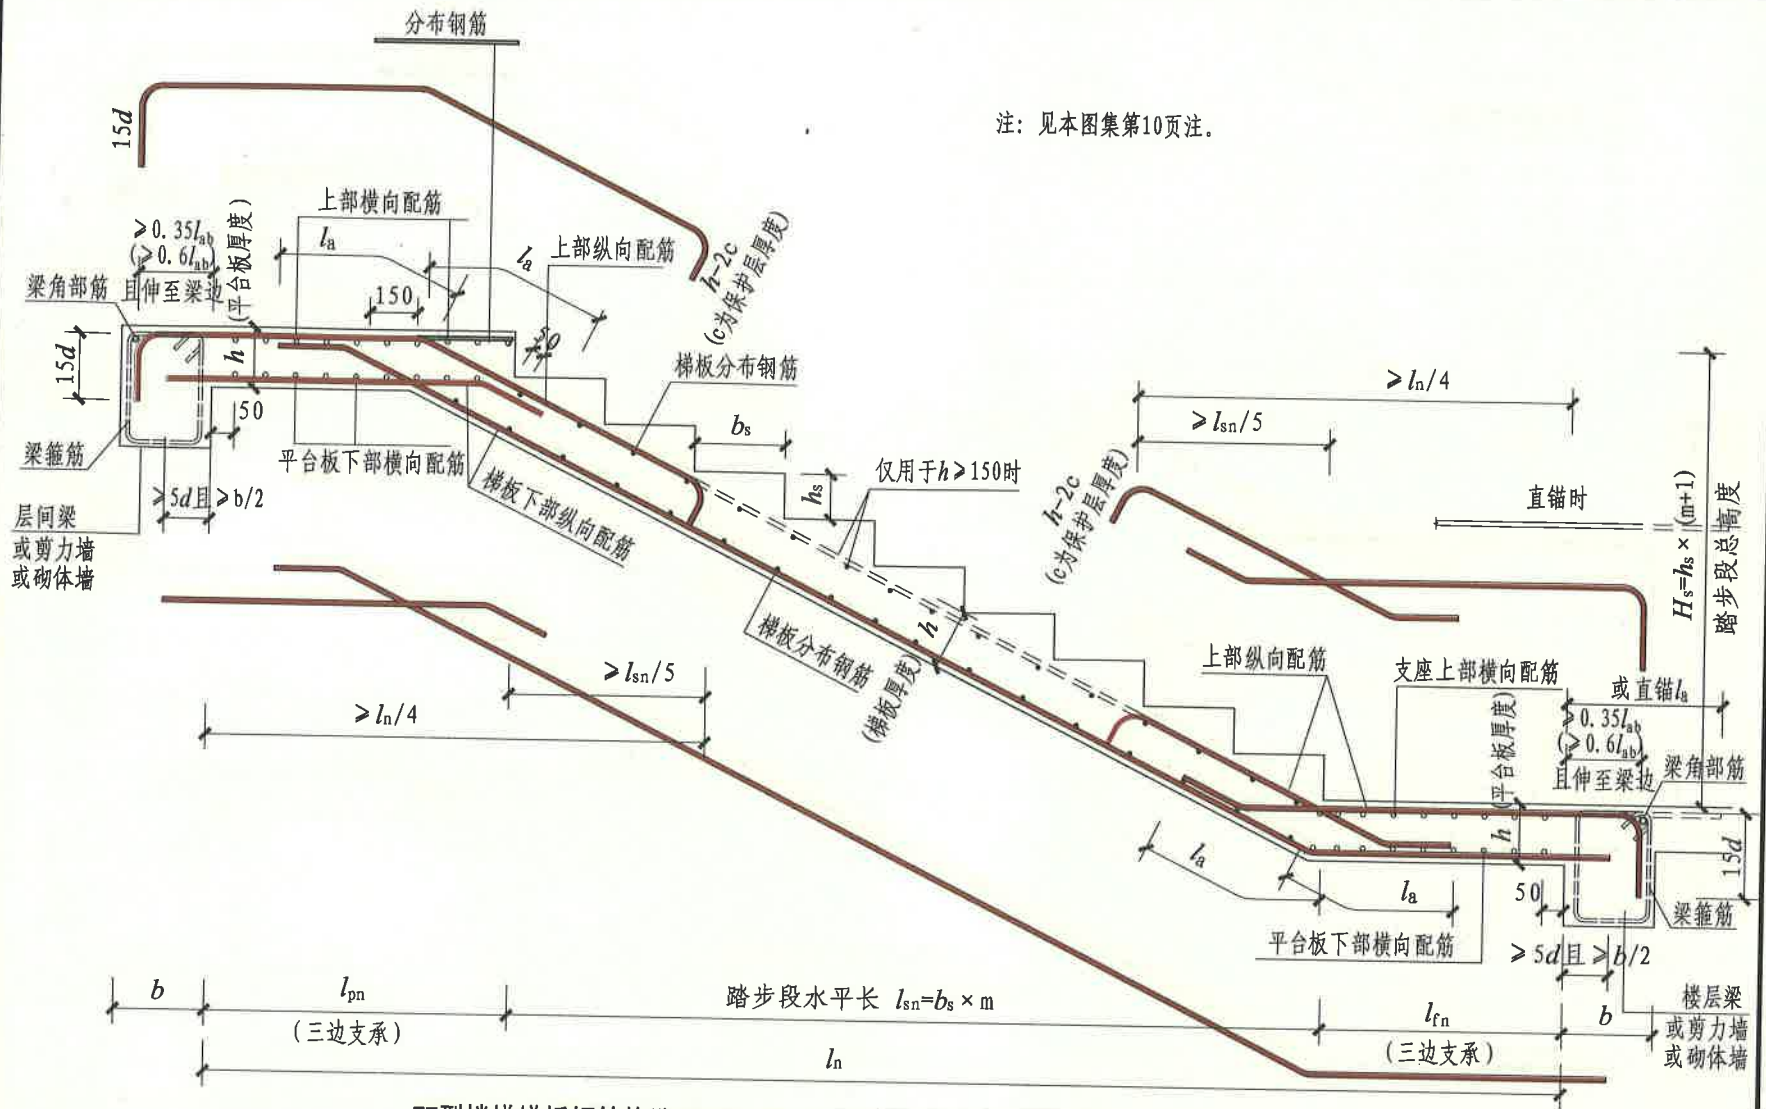 分布钢筋
15d
注：见本图集第10页注。
上部横向配筋
≥0.35lab
(≥0.6lab)
且伸至梁边
(平台板厚度)
la
la
上部纵向配筋
h-2c
(c为保护层厚度)
梁角部筋
150
50
15d
h
梯板分布钢筋
50
bs
≥ln/4
≥lsn/5
梁箍筋
平台板下部横向配筋
梯板下部纵向配筋
hs
仅用于h≥150时
h-2c
(c为保护层厚度)
直锚时
Hs=hs×(m+1)
踏步段总高度
≥5d且≥b/2
层间梁
或剪力墙
或砌体墙
梯板分布钢筋
h
(梯板厚度)
上部纵向配筋
支座上部横向配筋
或直锚la
≥0.35lab
(≥0.6lab)
且伸至梁边
(平台板厚度)
梁角部筋
≥lsn/5
≥ln/4
h
15d
la
la
50
梁箍筋
平台板下部横向配筋
≥5d且≥b/2
b
lpn
(三边支承)
踏步段水平长 lsn=bs×m
lfn
(三边支承)
b
楼层梁
或剪力墙
或砌体墙
ln